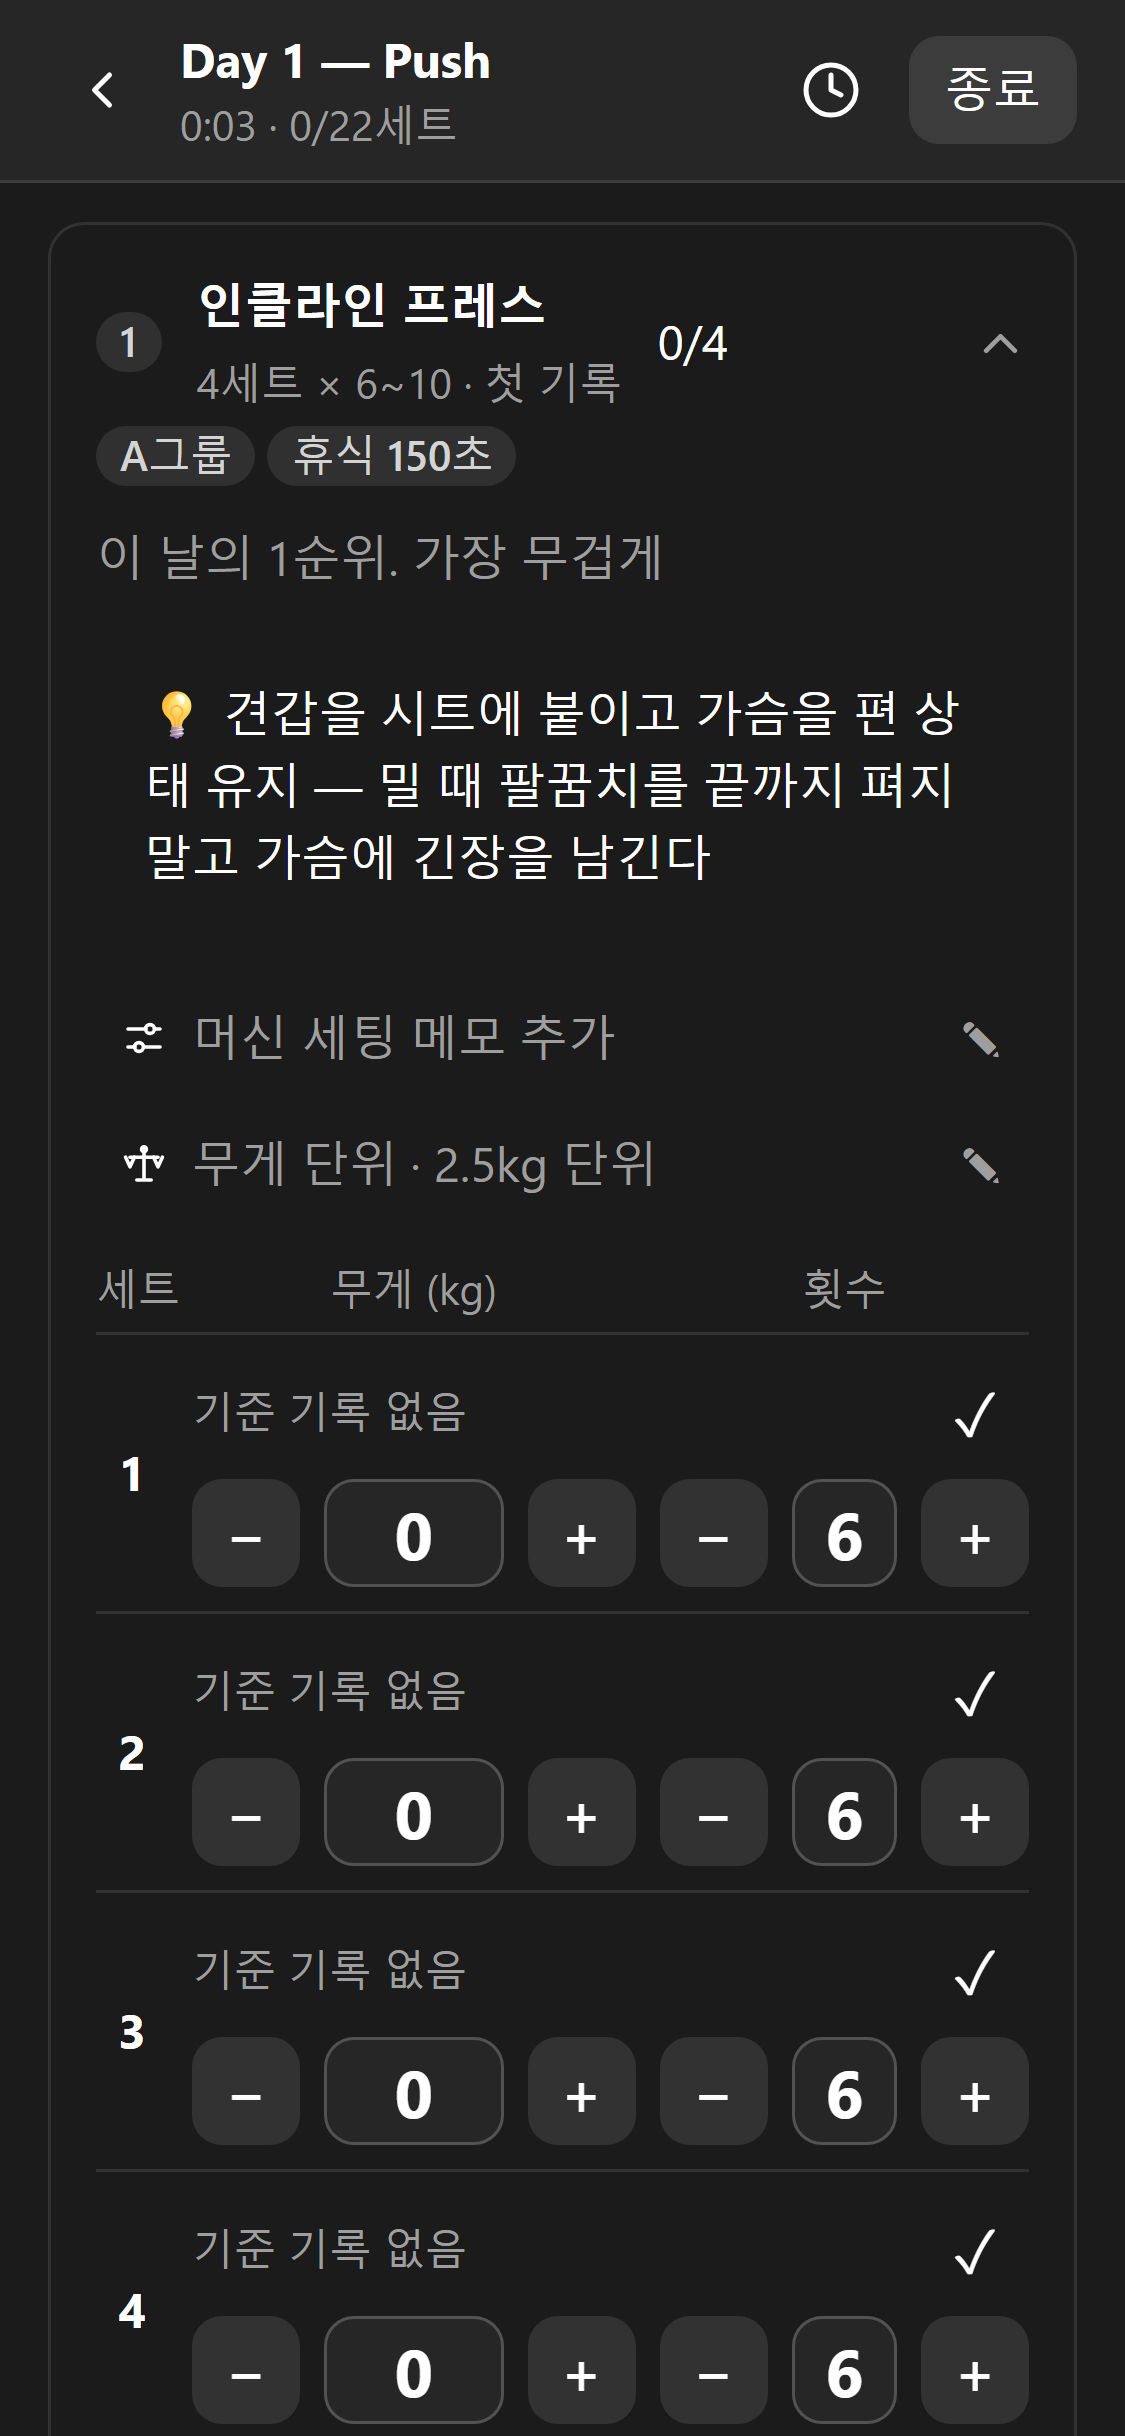 Day 1 — Push
0:03 · 0/22세트
종료
1
인클라인 프레스
4세트 × 6~10 · 첫 기록
0/4
A그룹
휴식 150초
이 날의 1순위. 가장 무겁게
💡 견갑을 시트에 붙이고 가슴을 편 상
태 유지 — 밀 때 팔꿈치를 끝까지 펴지
말고 가슴에 긴장을 남긴다
머신 세팅 메모 추가
무게 단위 · 2.5kg 단위
세트 무게 (kg) 횟수
기준 기록 없음 ✓
1 − 0 + − 6 +
기준 기록 없음 ✓
2 − 0 + − 6 +
기준 기록 없음 ✓
3 − 0 + − 6 +
기준 기록 없음 ✓
4 − 0 + − 6 +